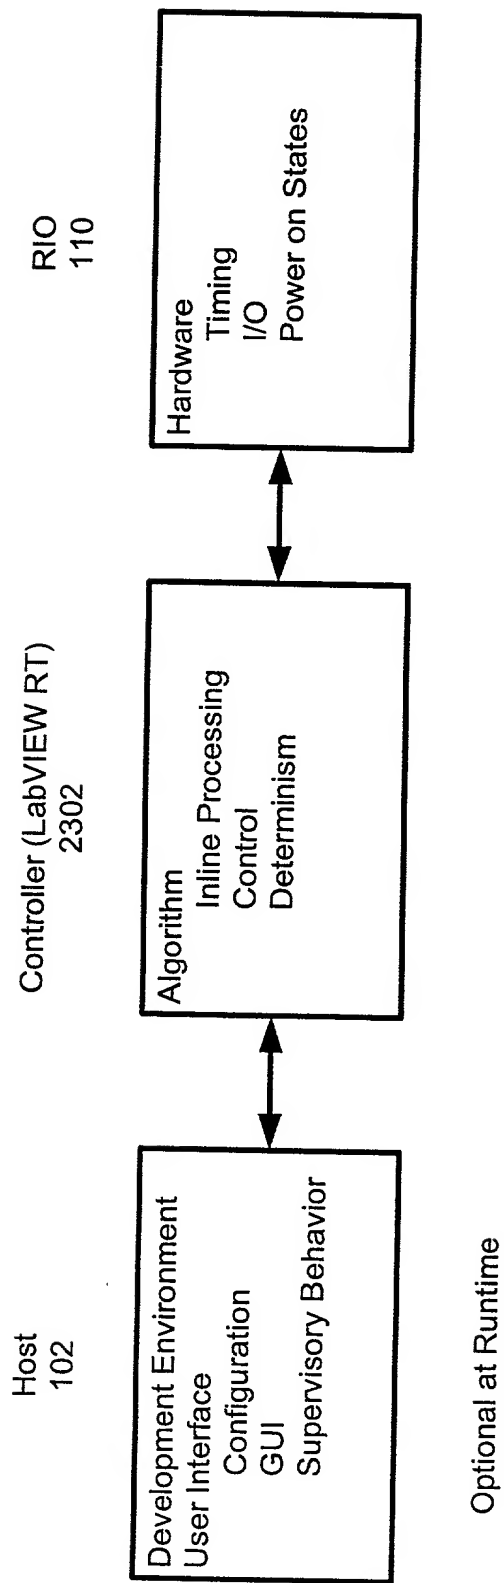 Host
102
Development Environment
User Interface
Configuration
GUI
Supervisory Behavior
Optional at Runtime
Controller (LabVIEW RT)
2302
Algorithm
Inline Processing
Control
Determinism
RIO
110
Hardware
Timing
I/O
Power on States